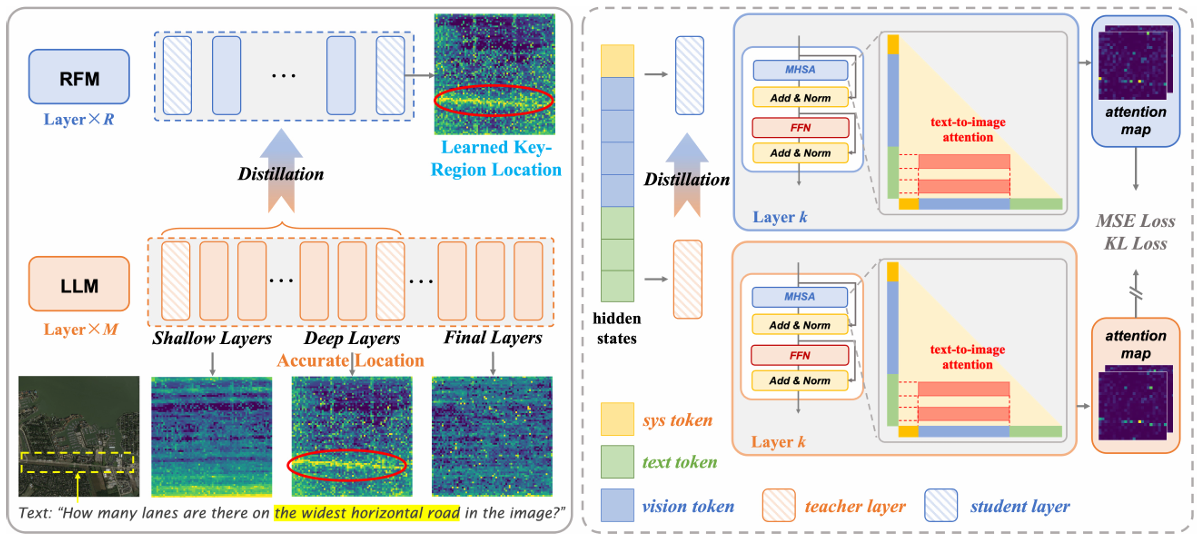 RFM
Layer×R
...
Learned Key-
Region Location
Distillation
LLM
Layer×M
... ...
Shallow Layers Deep Layers Final Layers
Accurate Location
Text: “How many lanes are there on the widest horizontal road in the image?”
hidden
states
Distillation
MHSA
Add & Norm
FFN
Add & Norm
Layer k
text-to-image
attention
attention
map
MSE Loss
KL Loss
MHSA
Add & Norm
FFN
Add & Norm
Layer k
text-to-image
attention
attention
map
sys token
text token
vision token
teacher layer
student layer